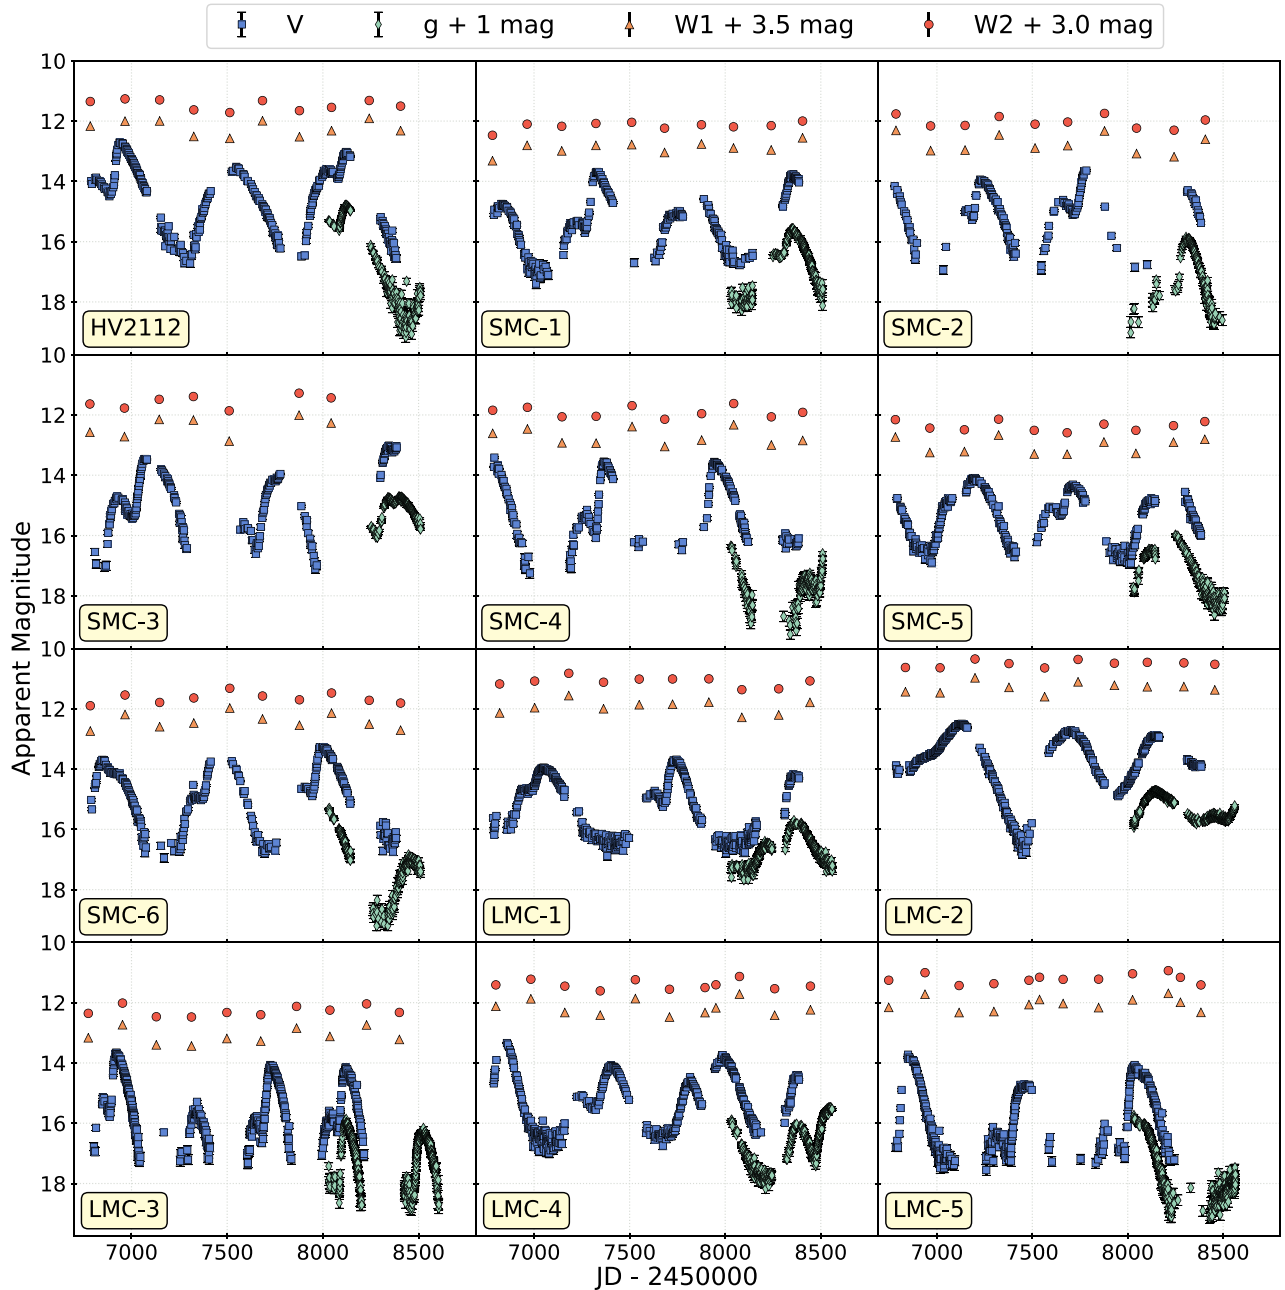 V g + 1 mag W1 + 3.5 mag W2 + 3.0 mag
10
12
14
16
18
HV2112 SMC-1 SMC-2
10
12
14
16
18
SMC-3 SMC-4 SMC-5
Apparent Magnitude
10
12
14
16
18
SMC-6 LMC-1 LMC-2
10
12
14
16
18
LMC-3 LMC-4 LMC-5
7000 7500 8000 8500 7000 7500 8000 8500 7000 7500 8000 8500
JD - 2450000